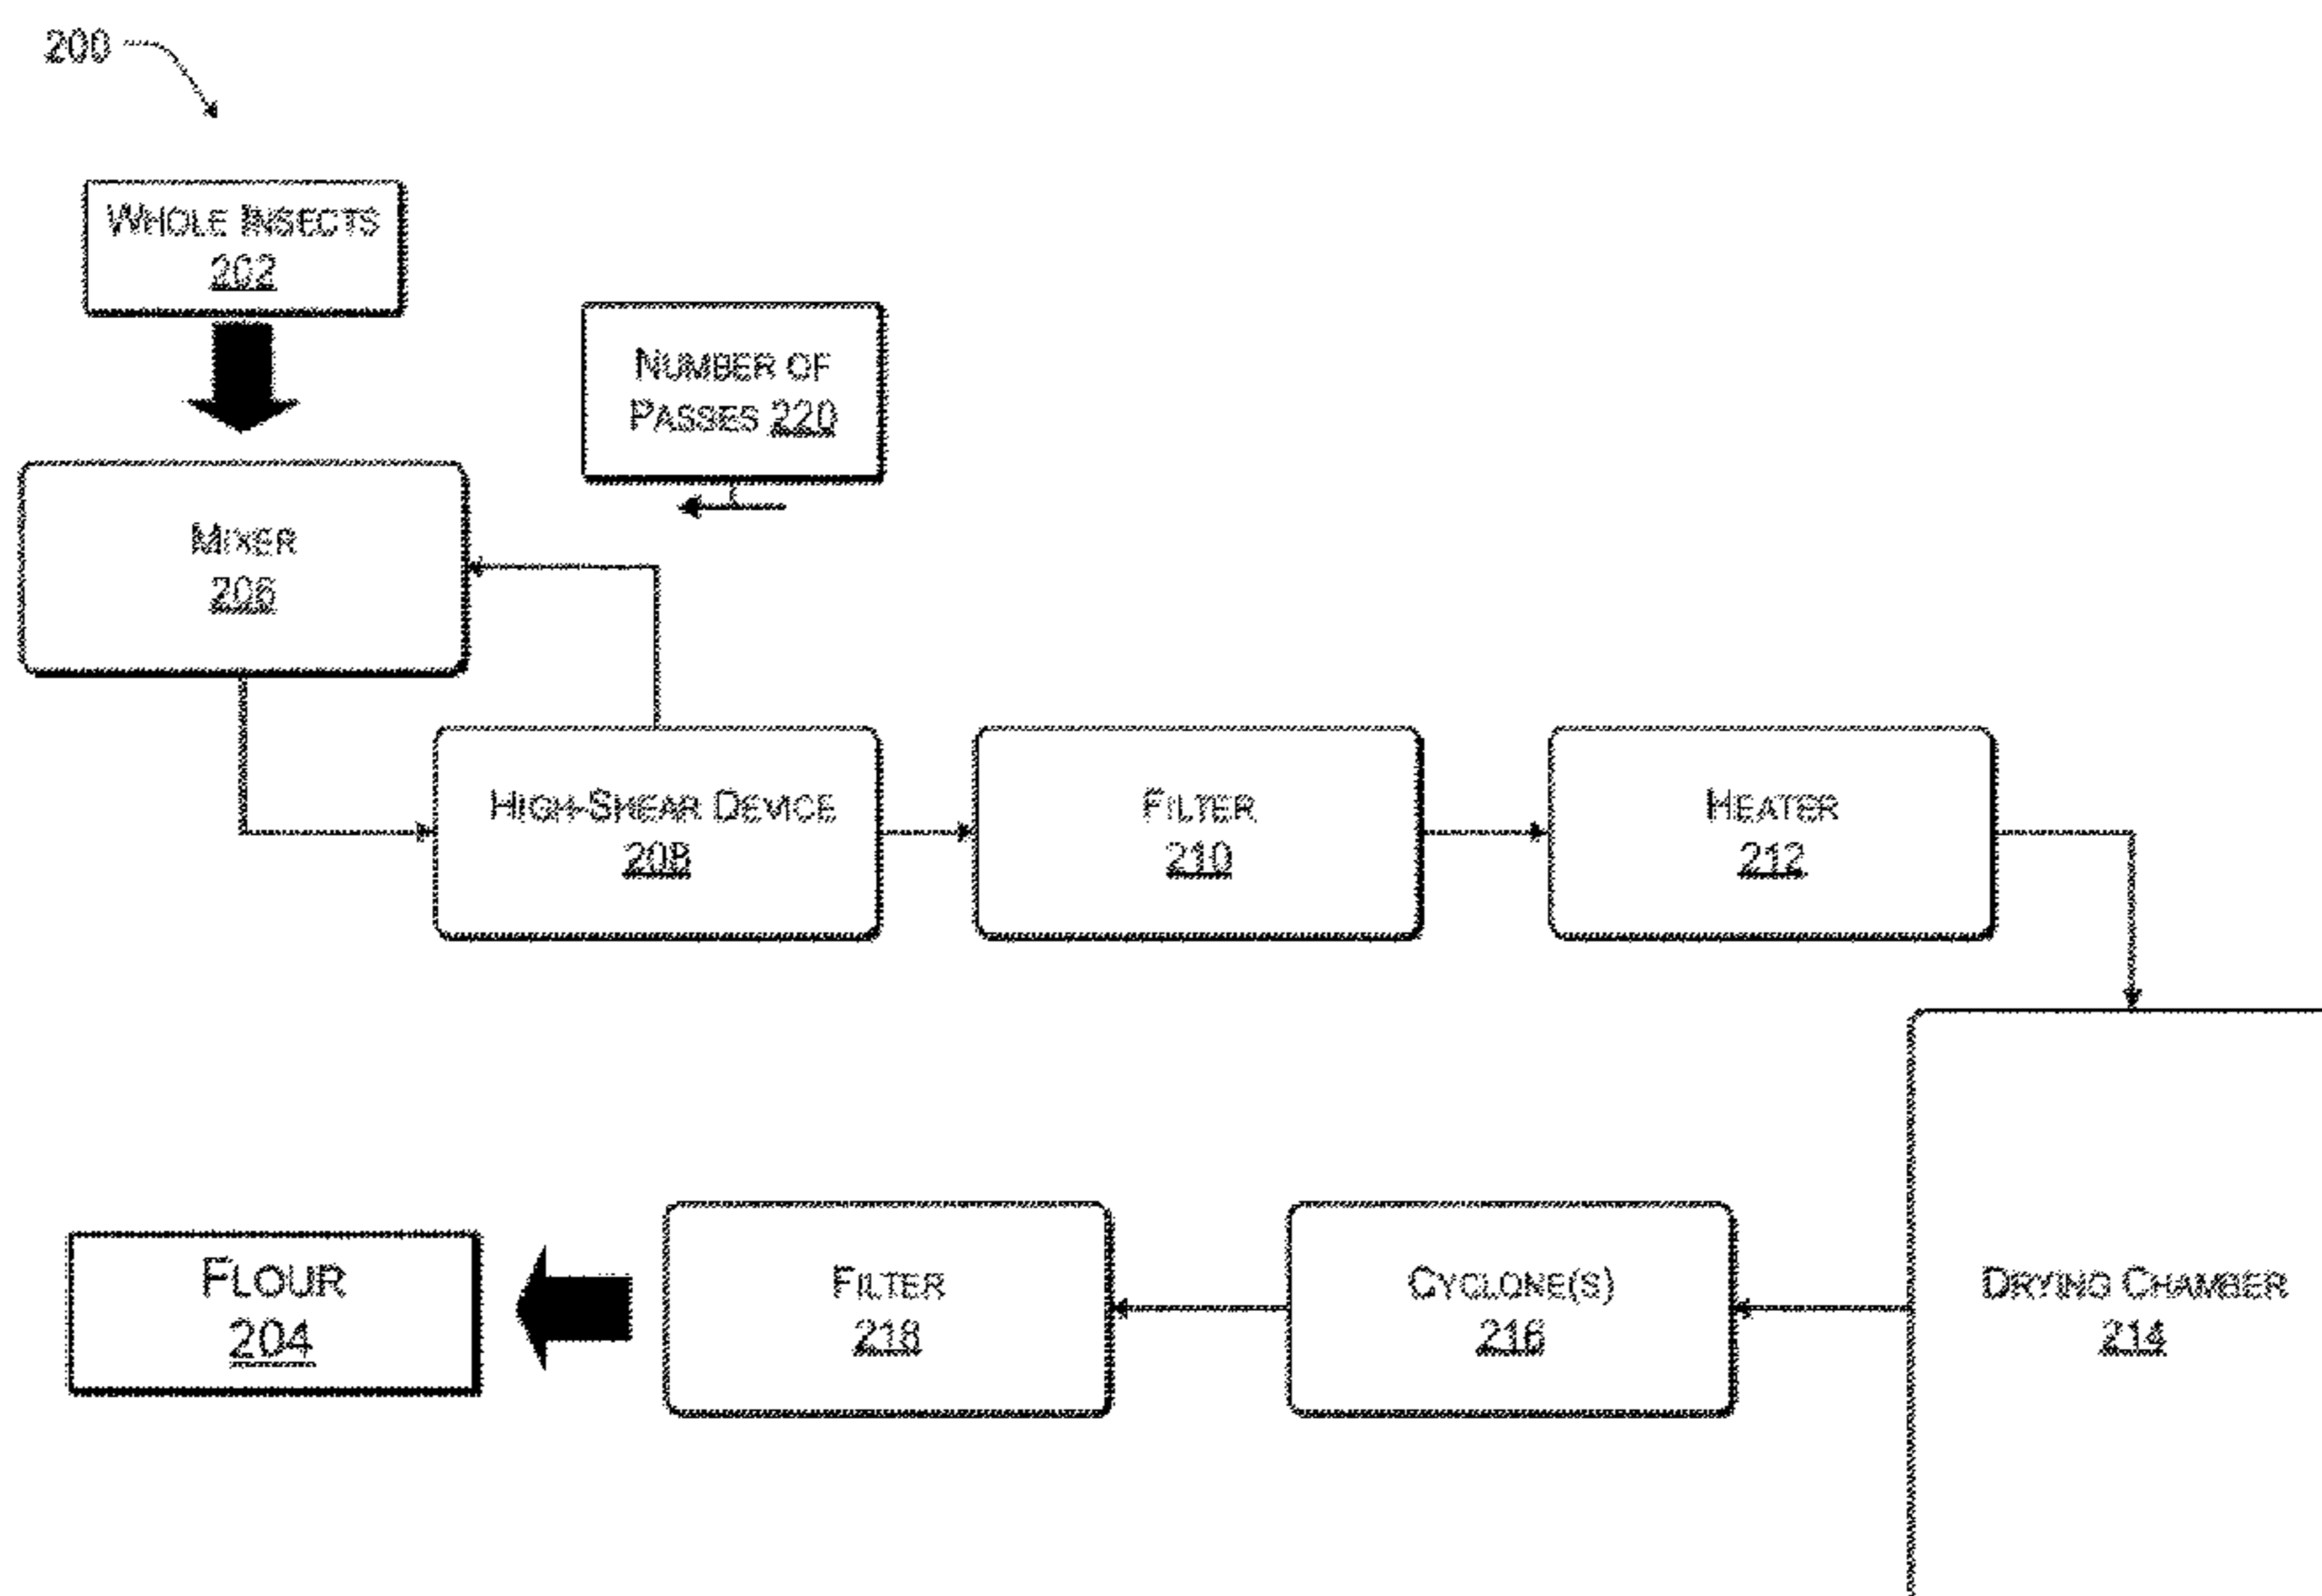 200
WHOLE INSECTS
202
NUMBER OF
PASSES 220
MIXER
206
HIGH-SHEAR DEVICE
208
FILTER
210
HEATER
212
FLOUR
204
FILTER
218
CYCLONE(S)
216
DRYING CHAMBER
214